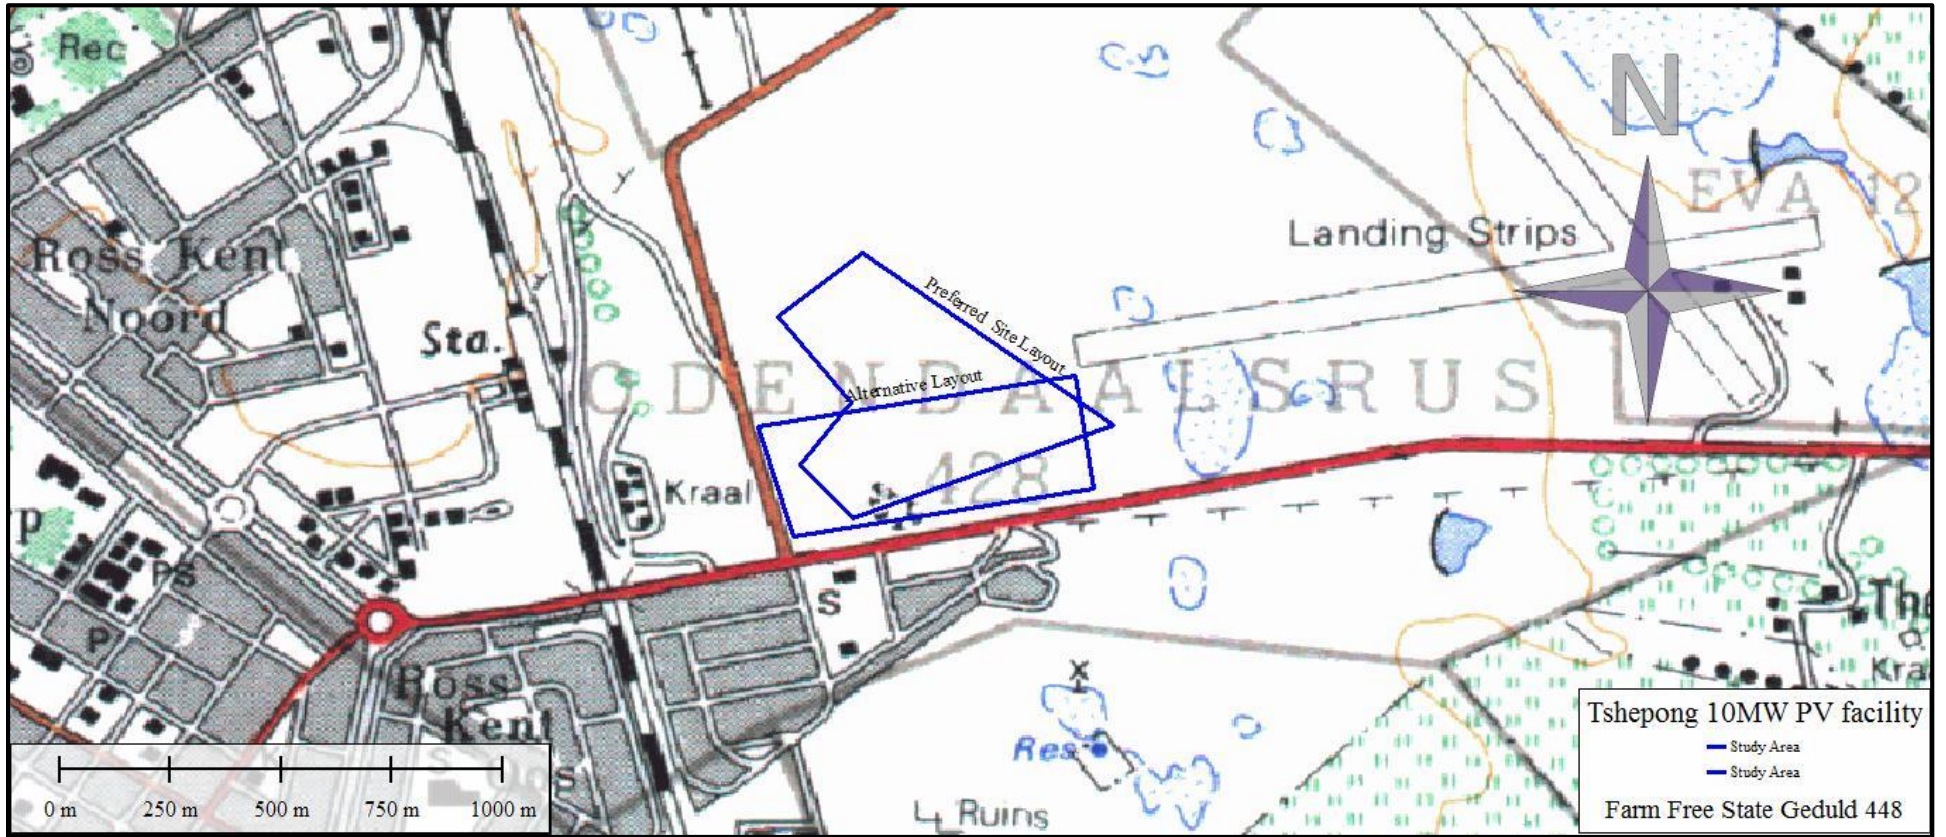 Rec
N
EVA 12
Landing Strips
Ross Kent
Noord
Preferred Site Layout
Sta.
Alternative Layout
ODENDAALSRUS
428
Kraal
p
PS
S
P
Ross
Kent
The
Kra
X
Res
Ruins
S
Tshepong 10MW PV facility
Study Area
Study Area
Farm Free State Geduld 448
0 m 250 m 500 m 750 m 1000 m